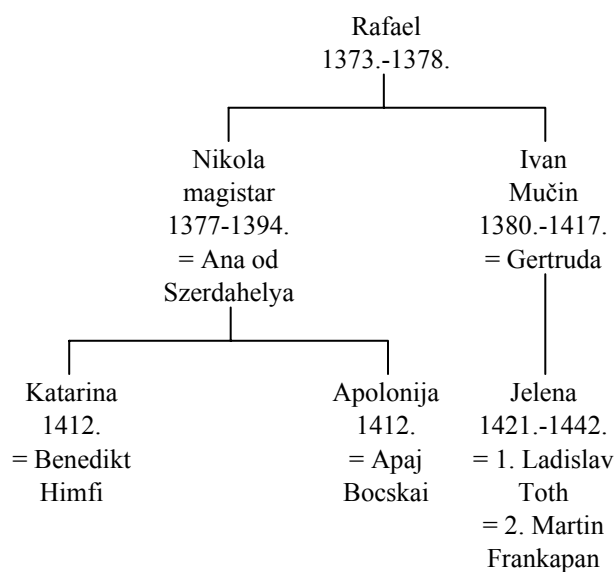 Rafael
1373.-1378.
Nikola
magistar
1377-1394.
= Ana od
Szerdahelya
Ivan
Mučin
1380.-1417.
= Gertruda
Katarina
1412.
= Benedikt
Himfi
Apolonija
1412.
= Apaj
Bocskai
Jelena
1421.-1442.
= 1. Ladislav
Toth
= 2. Martin
Frankapan